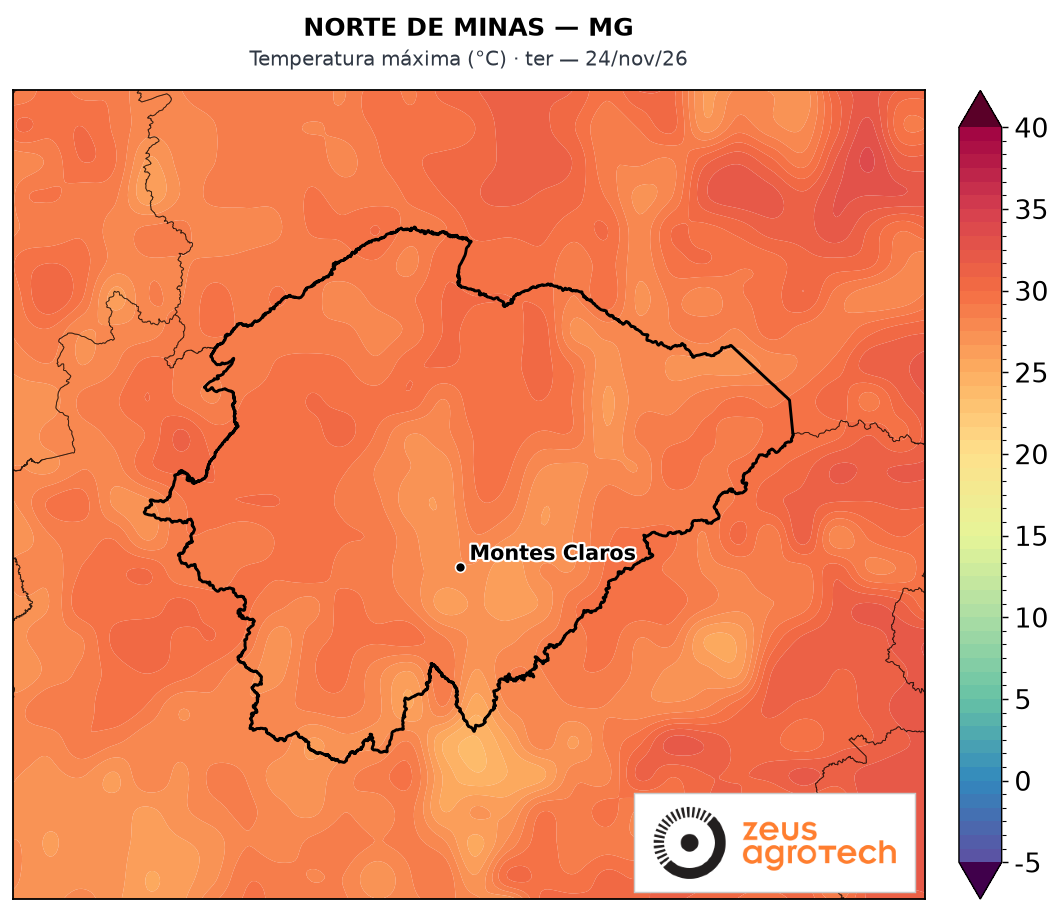 NORTE DE MINAS — MG
Temperatura máxima (°C) · ter — 24/nov/26
40
35
30
25
20
15
10
5
0
-5
Montes Claros
zeus
agrotech